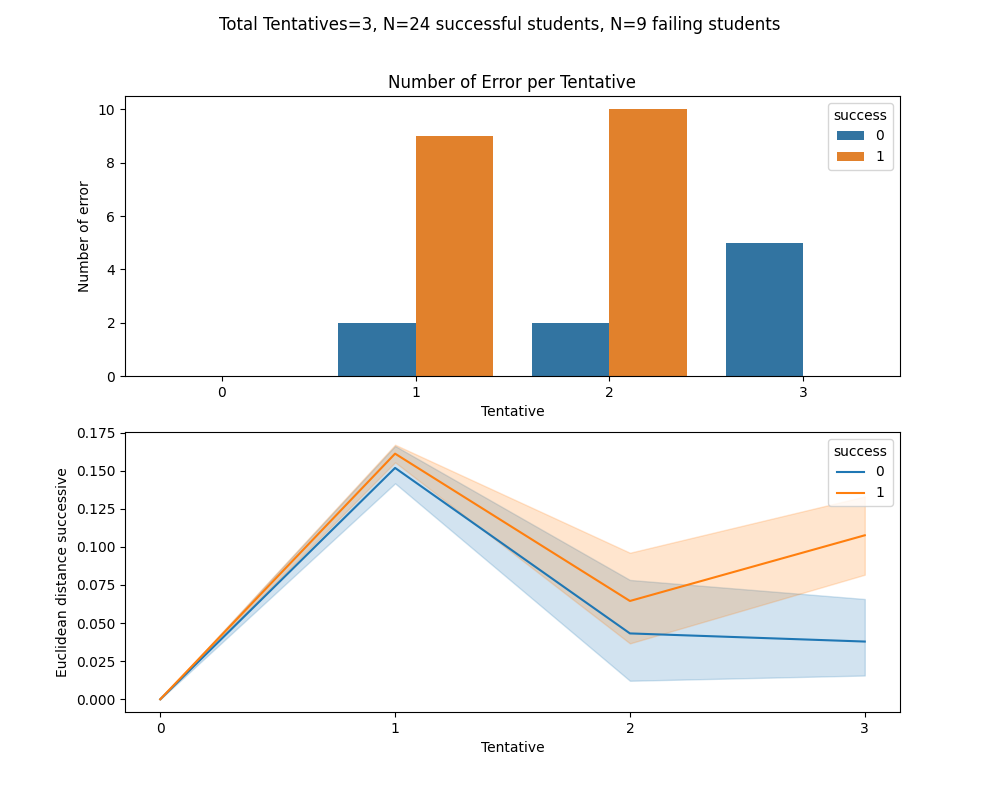 Total Tentatives=3, N=24 successful students, N=9 failing students
Number of Error per Tentative
10
8
6
4
2
0
Number of error
success
0
1
0 1 2 3
Tentative
0.175
0.150
0.125
0.100
0.075
0.050
0.025
0.000
Euclidean distance successive
success
0
1
0 1 2 3
Tentative